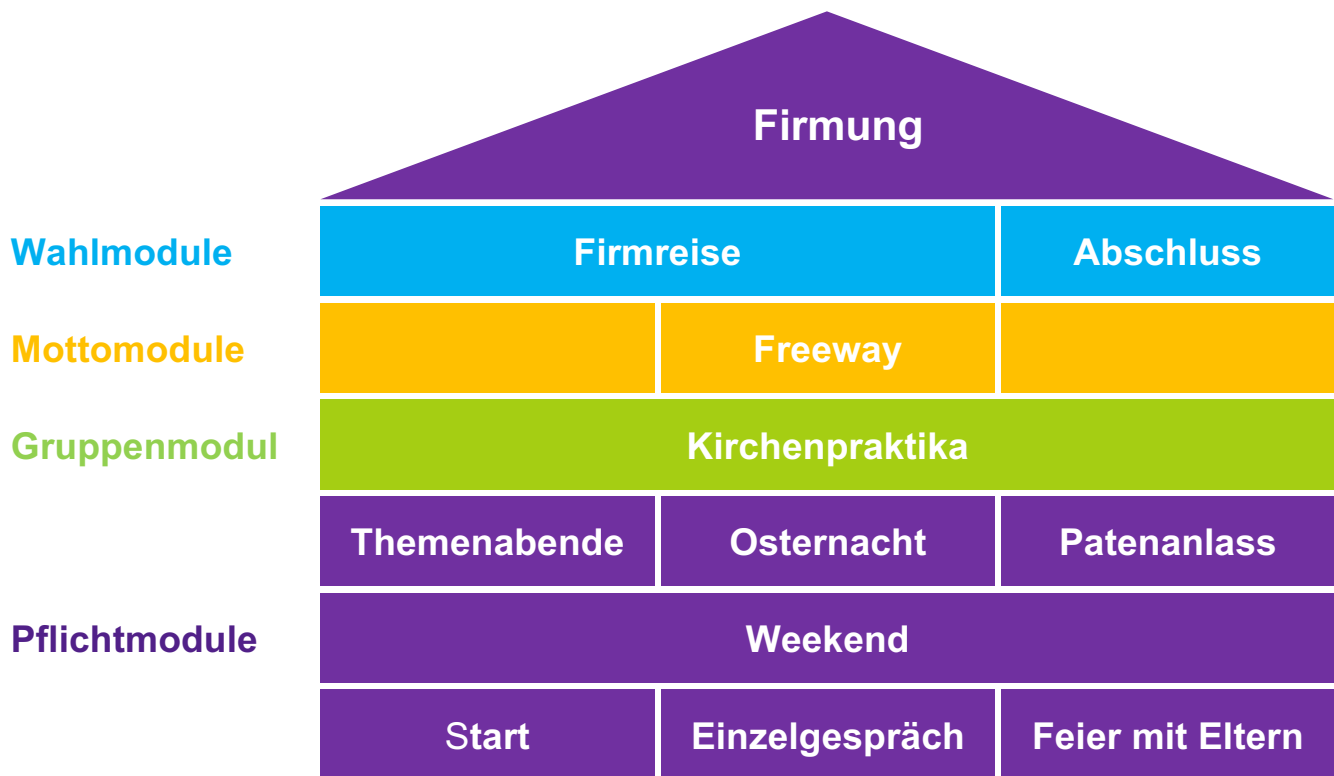 Firmung
Wahlmodule Firmreise Abschluss
Mottomodule Freeway
Gruppenmodul Kirchenpraktika
Themenabende Osternacht Patenanlass
Pflichtmodule Weekend
Start Einzelgespräch Feier mit Eltern